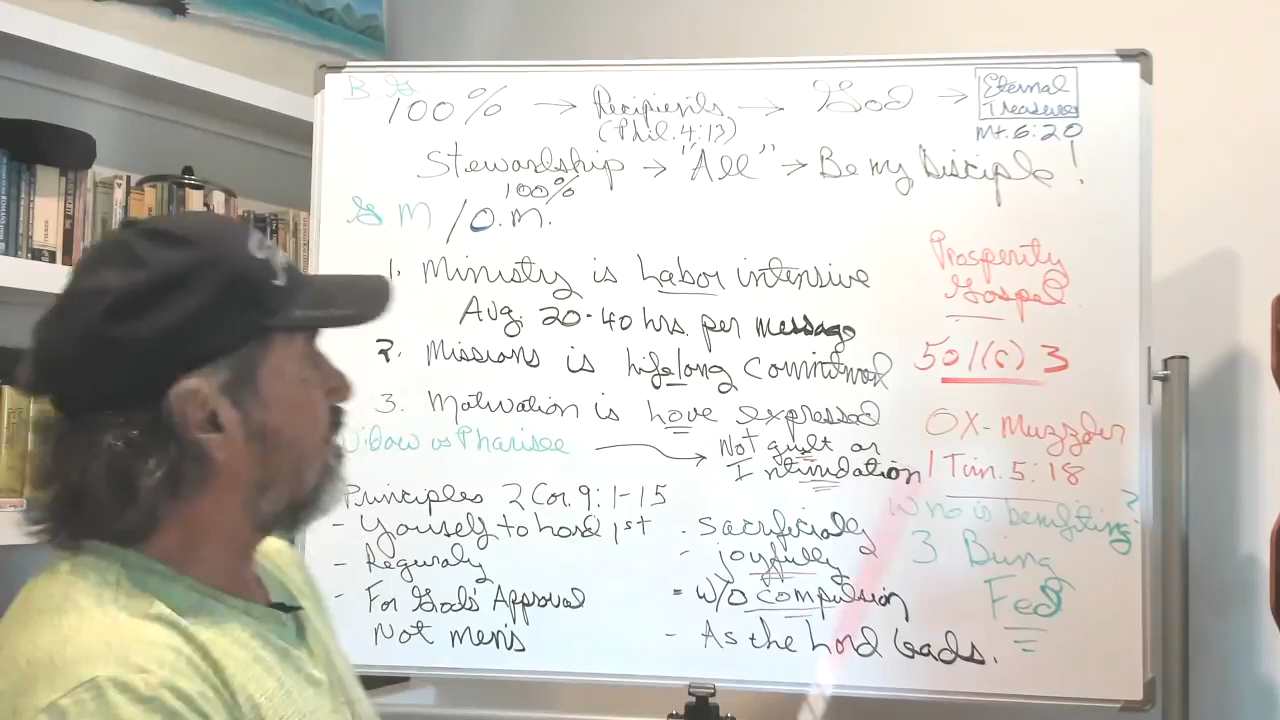 B.G.
100% → Recipients → God → Eternal
Treasures
(Phil. 4:13)
Mt. 6:20
Stewardship → "All" → Be my Disciple!
100%
G M / O. M.
1. Ministry is Labor intensive
Avg. 20-40 hrs. per message
2. Missions is lifelong
3. Motivation is Love expressed
vs Pharisee → Not guilt or
Intimidation
Principles 2 Cor. 9:1-15
- Yourself to Lord 1st
- Regularly
- For God's Approval
Not men's
- Sacrificially
- joyfully
- w/o compulsion
- As the Lord leads.
Prosperity
Gospel
501(c) 3
OX-
1 Tim. 5:18
Who is benefiting?
3 Being
Fed